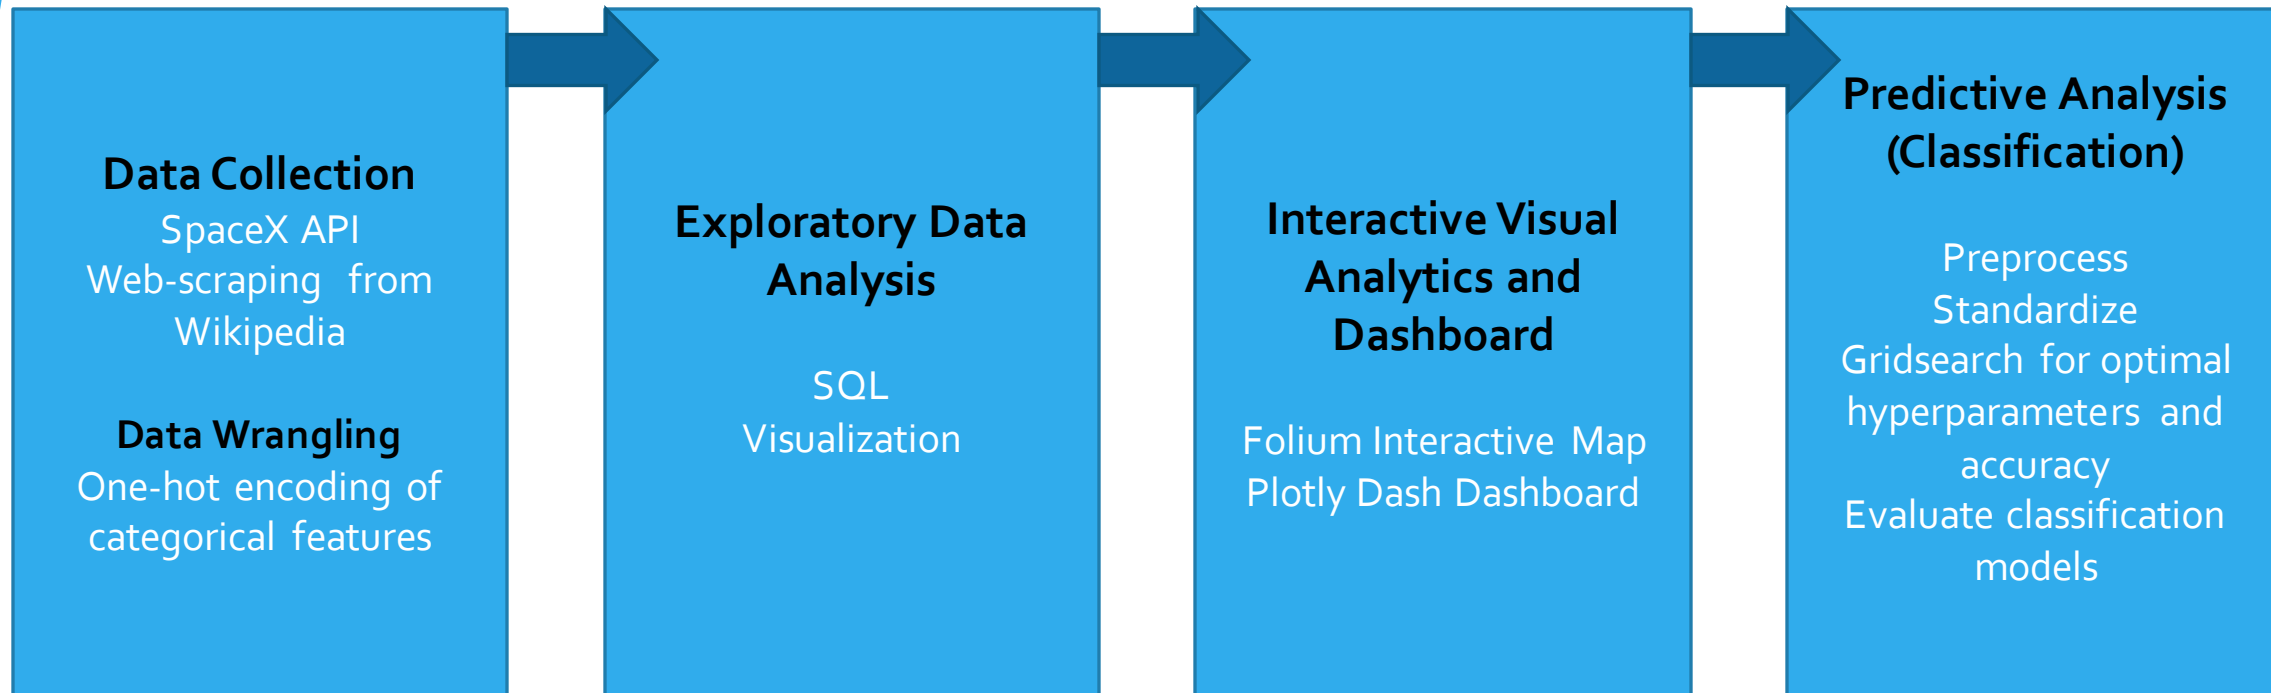 Data Collection
SpaceX API
Web-scraping from
Wikipedia
Data Wrangling
One-hot encoding of
categorical features
Exploratory Data
Analysis
SQL
Visualization
Interactive Visual
Analytics and
Dashboard
Folium Interactive Map
Plotly Dash Dashboard
Predictive Analysis
(Classification)
Preprocess
Standardize
Gridsearch for optimal
hyperparameters and
accuracy
Evaluate classification
models